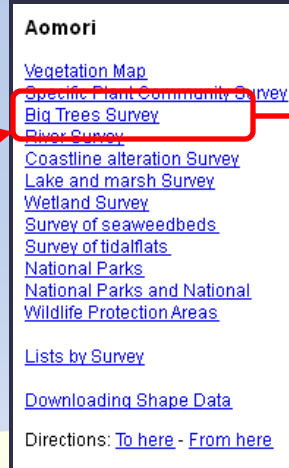 Aomori
Vegetation Map
Specific Plant Community Survey
Big Trees Survey
River Survey
Coastline alteration Survey
Lake and marsh Survey
Wetland Survey
Survey of seaweedbeds
Survey of tidalflats
National Parks
National Parks and National
Wildlife Protection Areas
Lists by Survey
Downloading Shape Data
Directions: To here - From here